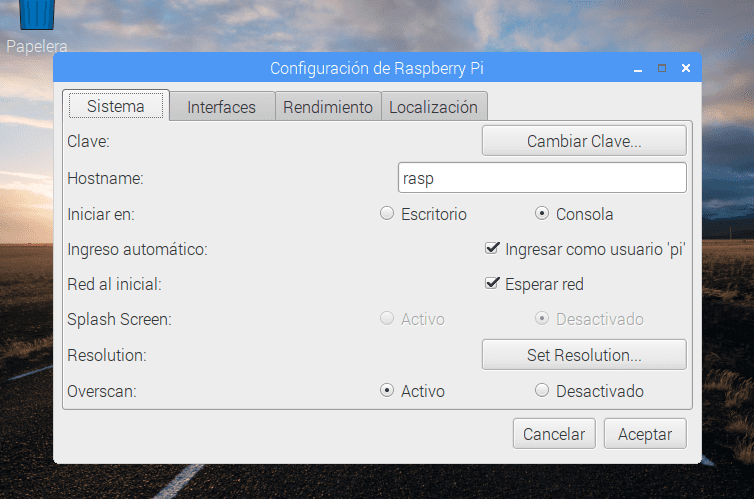 Papelera
Configuración de Raspberry Pi
Sistema Interfaces Rendimiento Localización
Clave: Cambiar Clave...
Hostname: rasp
Iniciar en: Escritorio Consola
Ingreso automático: Ingresar como usuario 'pi'
Red al inicial: Esperar red
Splash Screen: Activo Desactivado
Resolution: Set Resolution...
Overscan: Activo Desactivado
Cancelar Aceptar